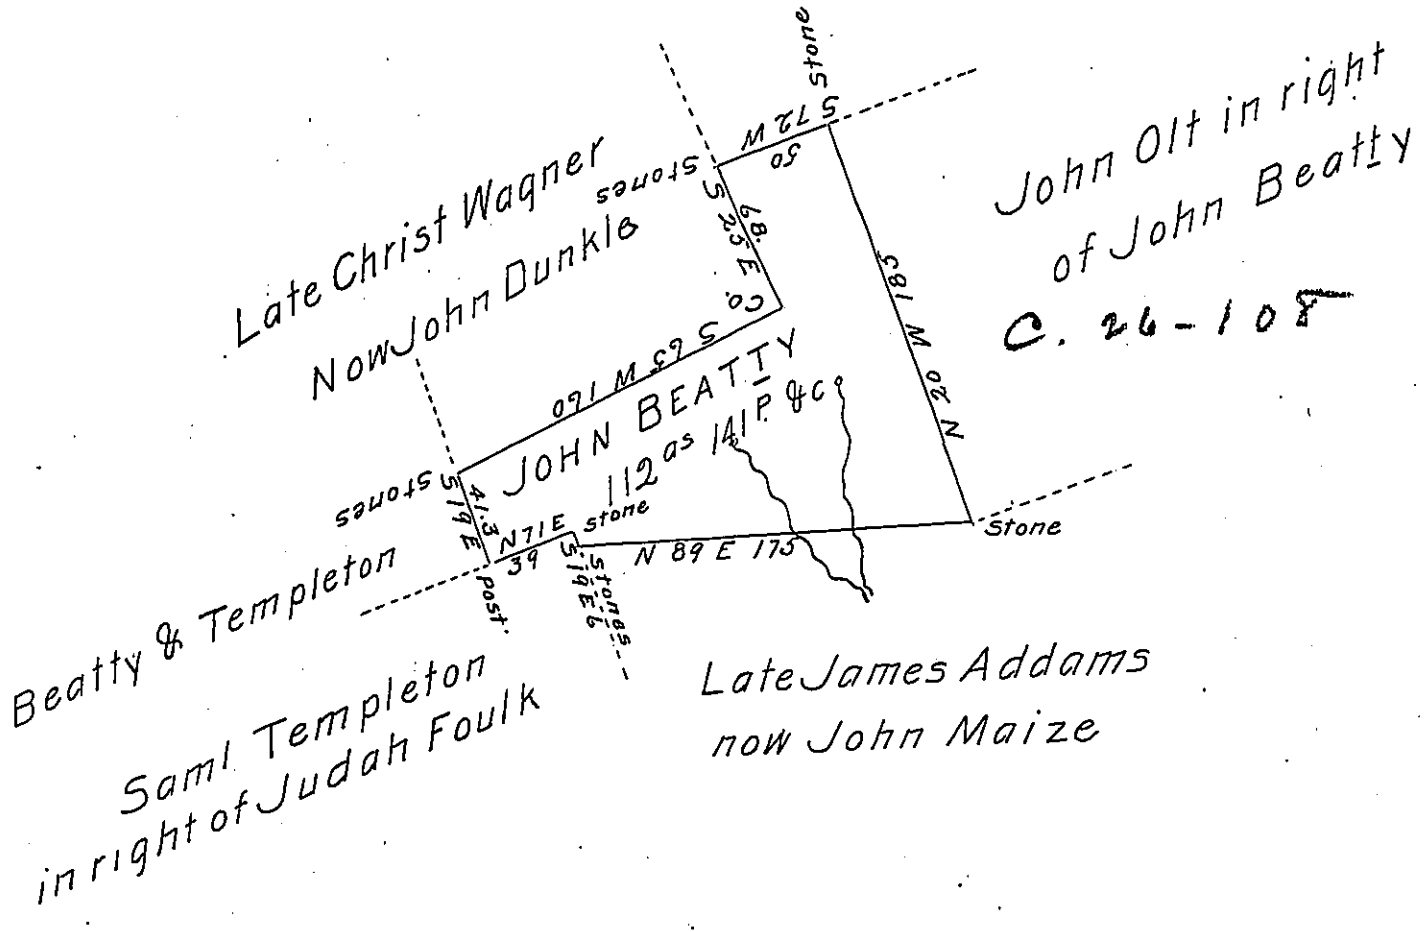 Stone
S 72 W
50
John Olt in right
of John Beatty
C. 26-108
Late Christ Wagner
Now John Dunkle
Stones
68.
S 25 E
Co.
S 65 W 160
N 20 W 185
JOHN BEATTY
112 as 141 P. &c
Stones
S 19 E
41.3
N 71 E
39
Stone
Stones
S. 19 E 6
N 89 E 175
Stone
Post.
Beatty & Templeton
Saml Templeton
in right of Judah Foulk
Late James Addams
now John Maize